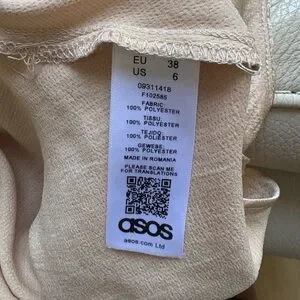 EU 38
US 6
09311418
F102585
FABRIC:
100% POLYESTER
TISSU:
100% POLYESTER
TEJIDO:
100% POLIÉSTER
GEWEBE:
100% POLYESTER
MADE IN ROMANIA
PLEASE SCAN ME
FOR TRANSLATIONS
asos
asos.com Ltd